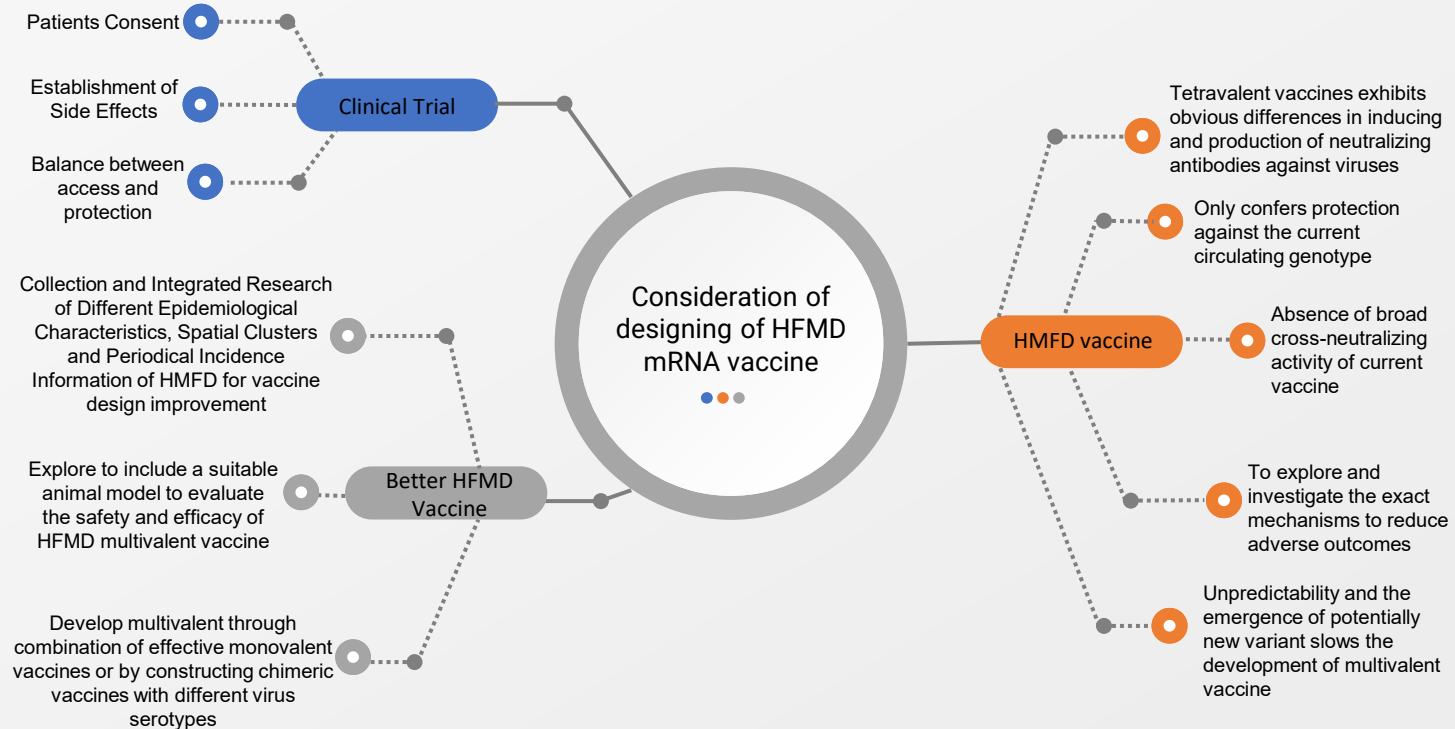 Patients Consent
Establishment of
Side Effects
Balance between
access and
protection
Clinical Trial
Collection and Integrated Research
of Different Epidemiological
Characteristics, Spatial Clusters
and Periodical Incidence
Information of HMFD for vaccine
design improvement
Explore to include a suitable
animal model to evaluate
the safety and efficacy of
HFMD multivalent vaccine
Develop multivalent through
combination of effective monovalent
vaccines or by constructing chimeric
vaccines with different virus
serotypes
Better HFMD
Vaccine
Consideration of
designing of HFMD
mRNA vaccine
HMFD vaccine
Tetravalent vaccines exhibits
obvious differences in inducing
and production of neutralizing
antibodies against viruses
Only confers protection
against the current
circulating genotype
Absence of broad
cross-neutralizing
activity of current
vaccine
To explore and
investigate the exact
mechanisms to reduce
adverse outcomes
Unpredictability and the
emergence of potentially
new variant slows the
development of multivalent
vaccine